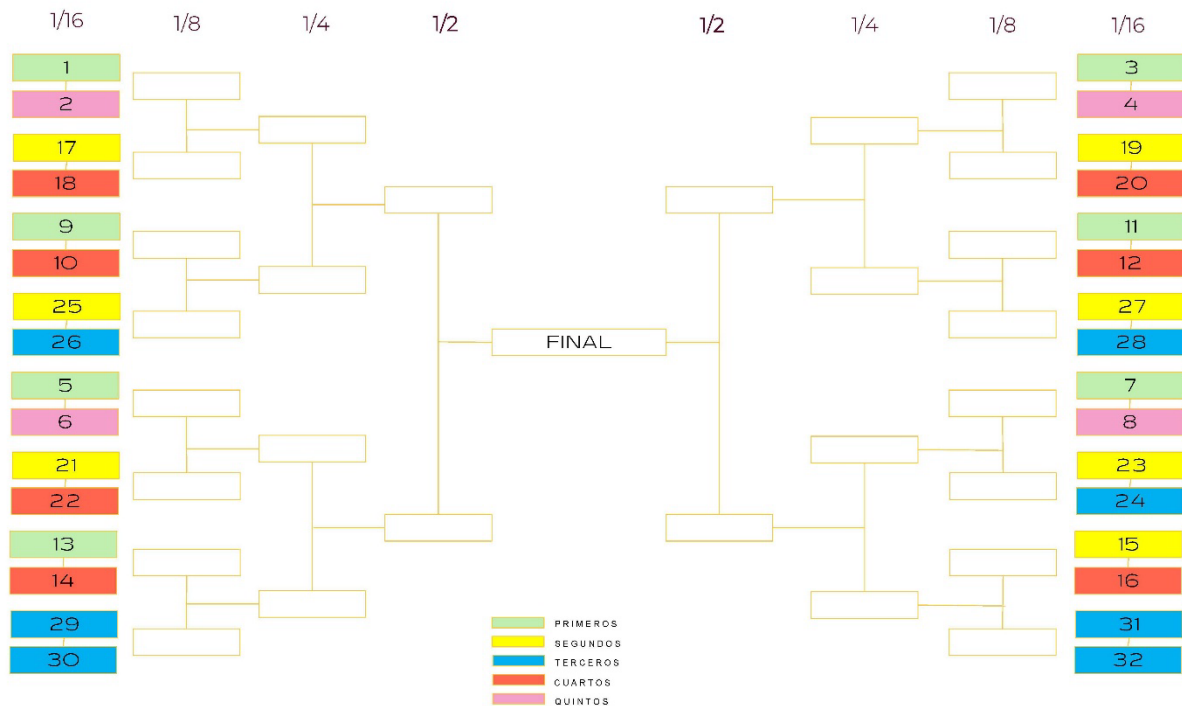 1/16 1/8 1/4 1/2 1/2 1/4 1/8 1/16
1 3
2 4
17 19
18 20
9 11
10 12
25 27
26 28
FINAL
5 7
6 8
21 23
22 24
13 15
14 16
29 31
30 32
PRIMEROS
SEGUNDOS
TERCEROS
CUARTOS
QUINTOS